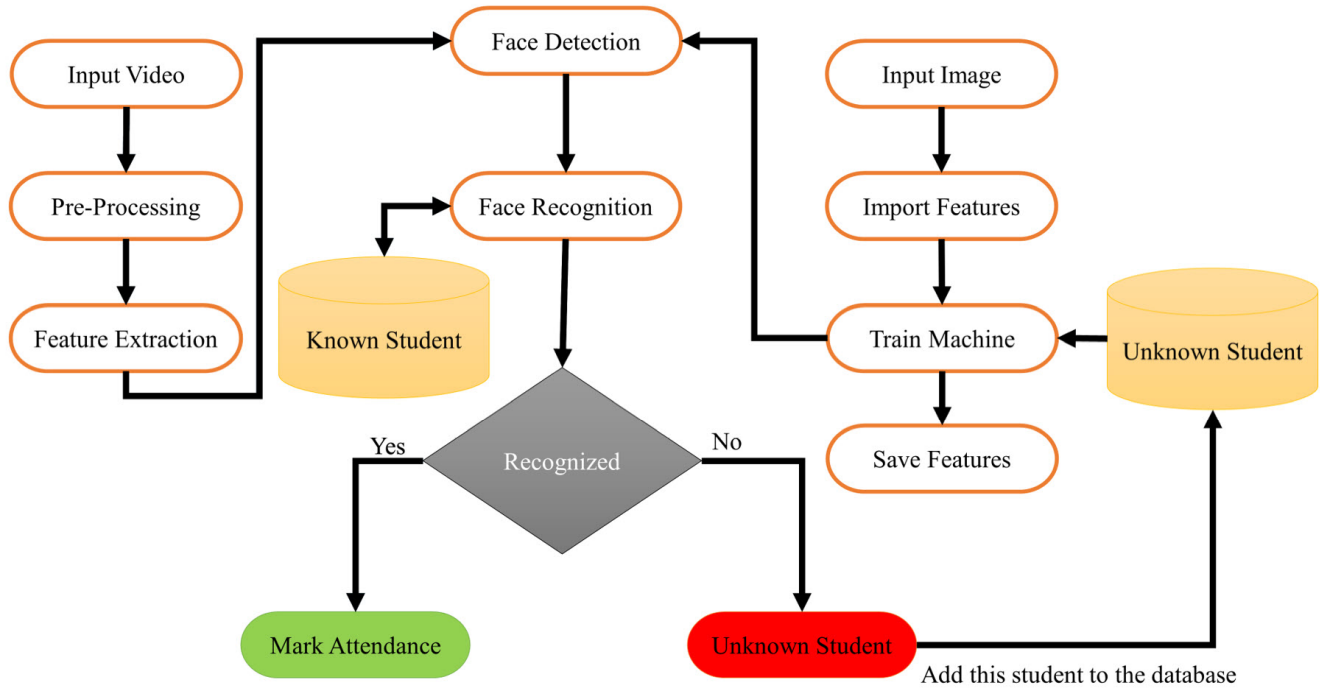 Face Detection
Input Video
Input Image
Pre-Processing
Face Recognition
Import Features
Feature Extraction
Known Student
Train Machine
Unknown Student
Yes
No
Recognized
Save Features
Mark Attendance
Unknown Student
Add this student to the database